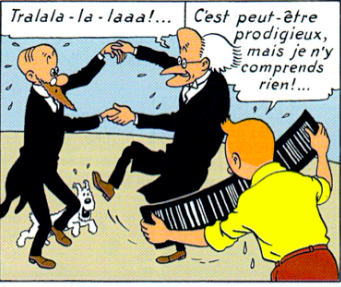 Tralala-la-laaa!...
C'est peut-être
prodigieux,
mais je n'y
comprends
rien!...